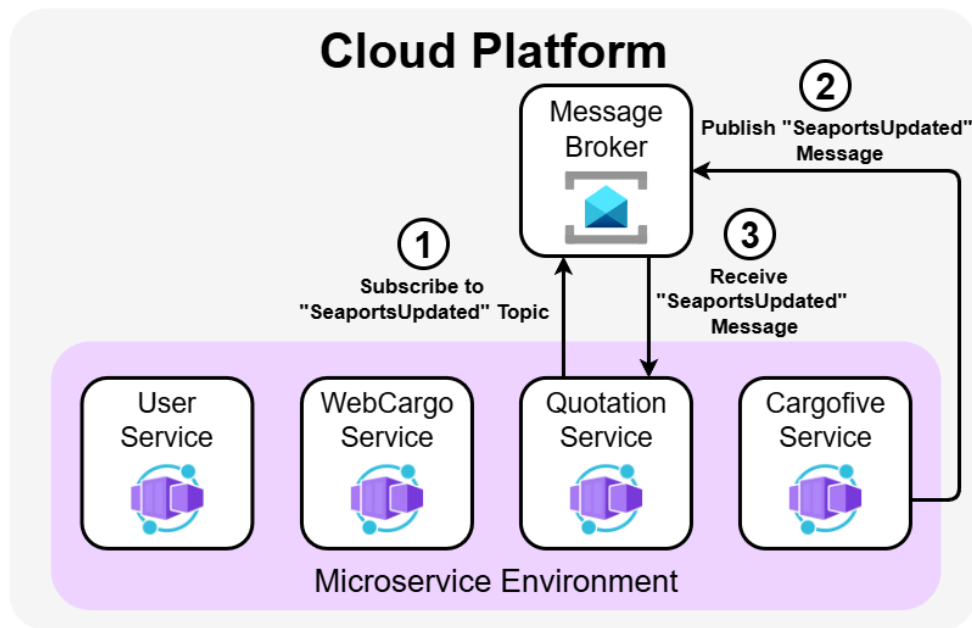 Cloud Platform
Message
Broker
2
Publish "SeaportsUpdated"
Message
1
Subscribe to
"SeaportsUpdated" Topic
3
Receive
"SeaportsUpdated"
Message
User
Service
WebCargo
Service
Quotation
Service
Cargofive
Service
Microservice Environment